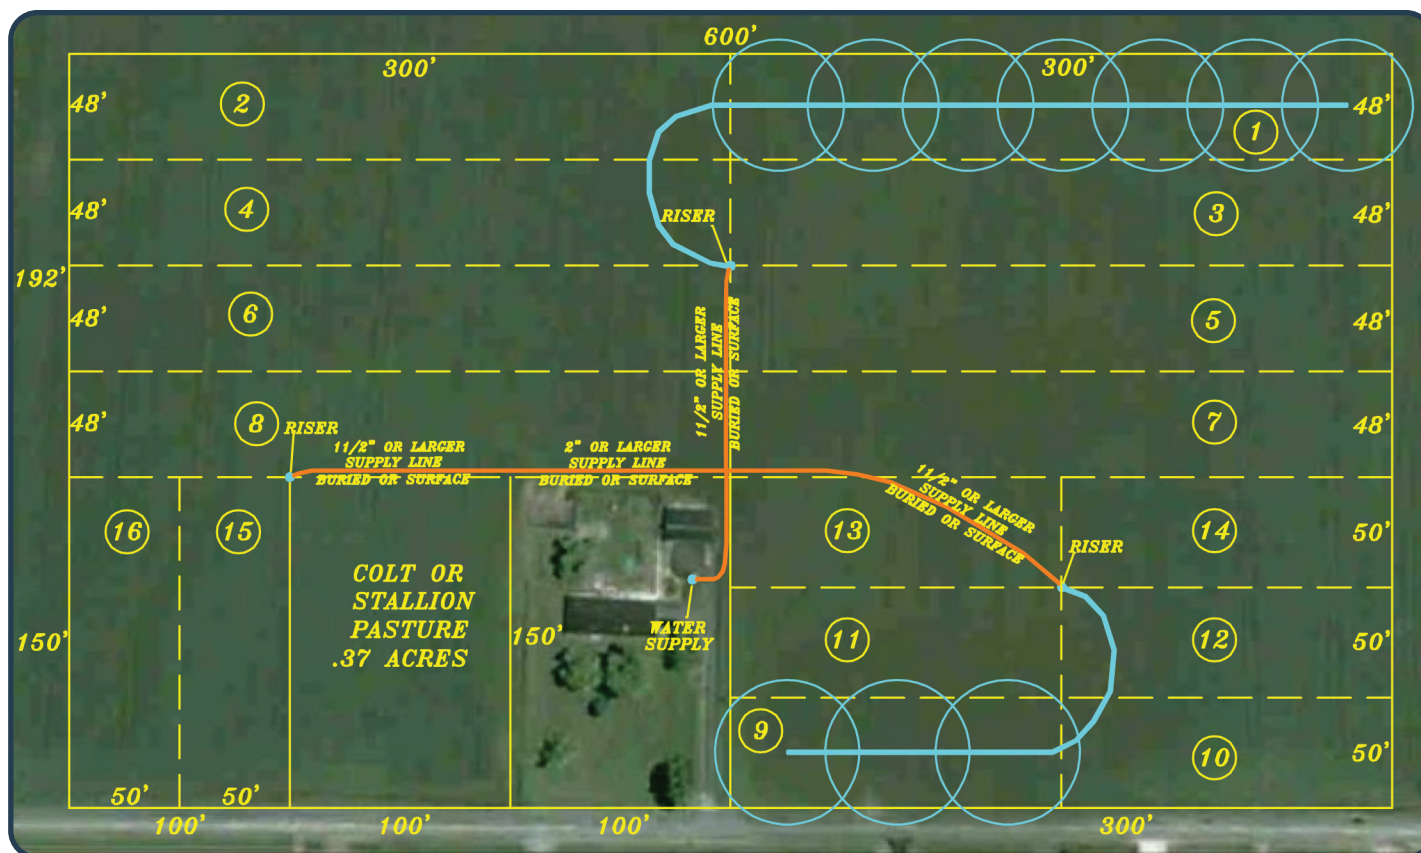 600'
300'
300'
48'
2
48'
1
48'
4
RISER
3
48'
192'
48'
6
11/2" OR LARGER
SUPPLY LINE
BURIED OR SURFACE
5
48'
48'
8
RISER
7
48'
11/2" OR LARGER
SUPPLY LINE
BURIED OR SURFACE
2" OR LARGER
SUPPLY LINE
BURIED OR SURFACE
11/2" OR LARGER
SUPPLY LINE
BURIED OR SURFACE
16
15
13
14
50'
RISER
COLT OR
STALLION
PASTURE
.37 ACRES
150'
150'
WATER
SUPPLY
11
12
50'
9
10
50'
50'
50'
100'
100'
100'
300'